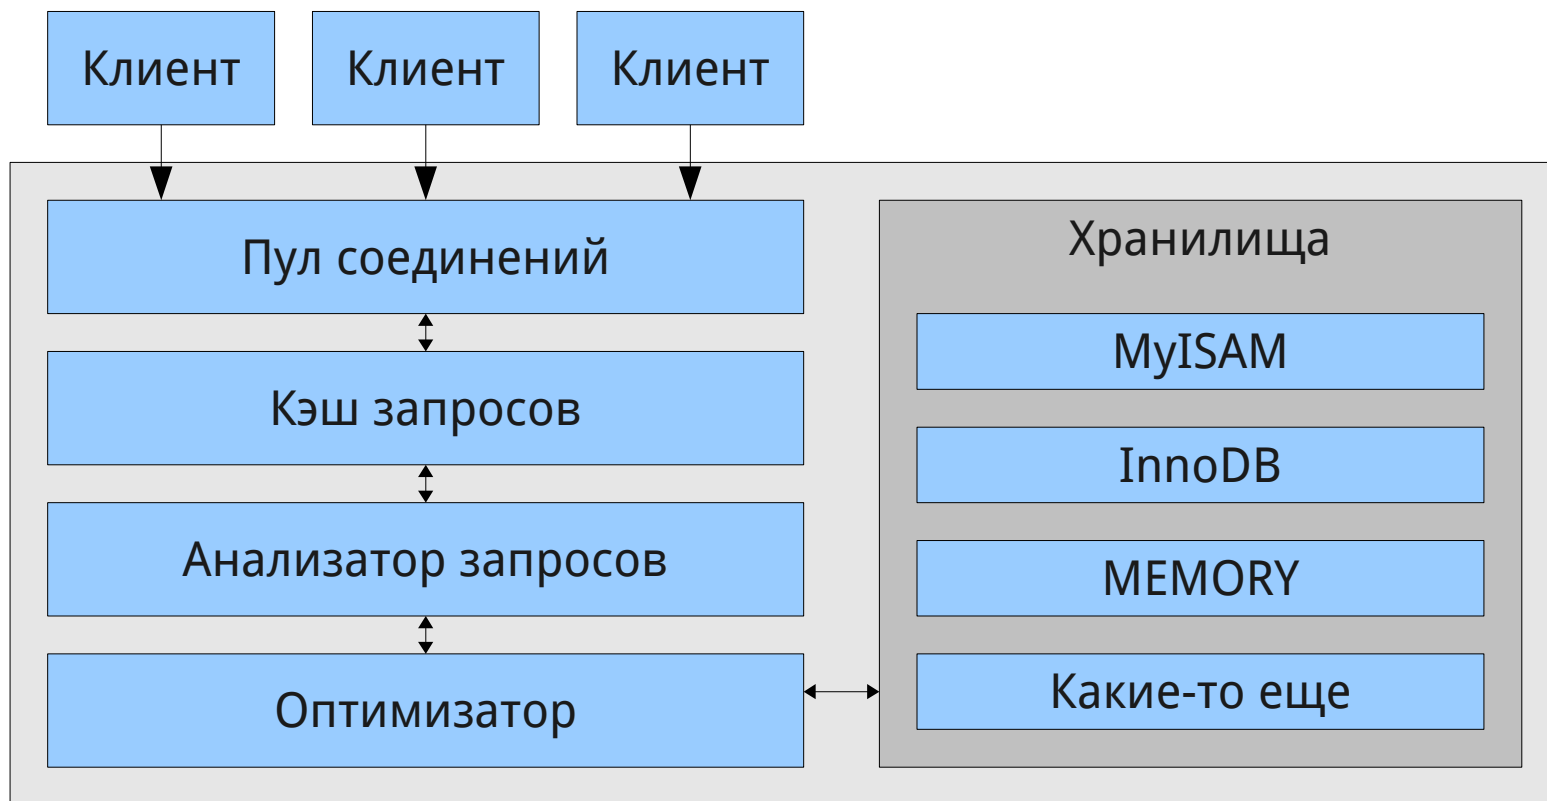 Клиент
Клиент
Клиент
Пул соединений
Кэш запросов
Анализатор запросов
Оптимизатор
Хранилища
MyISAM
InnoDB
MEMORY
Какие-то еще